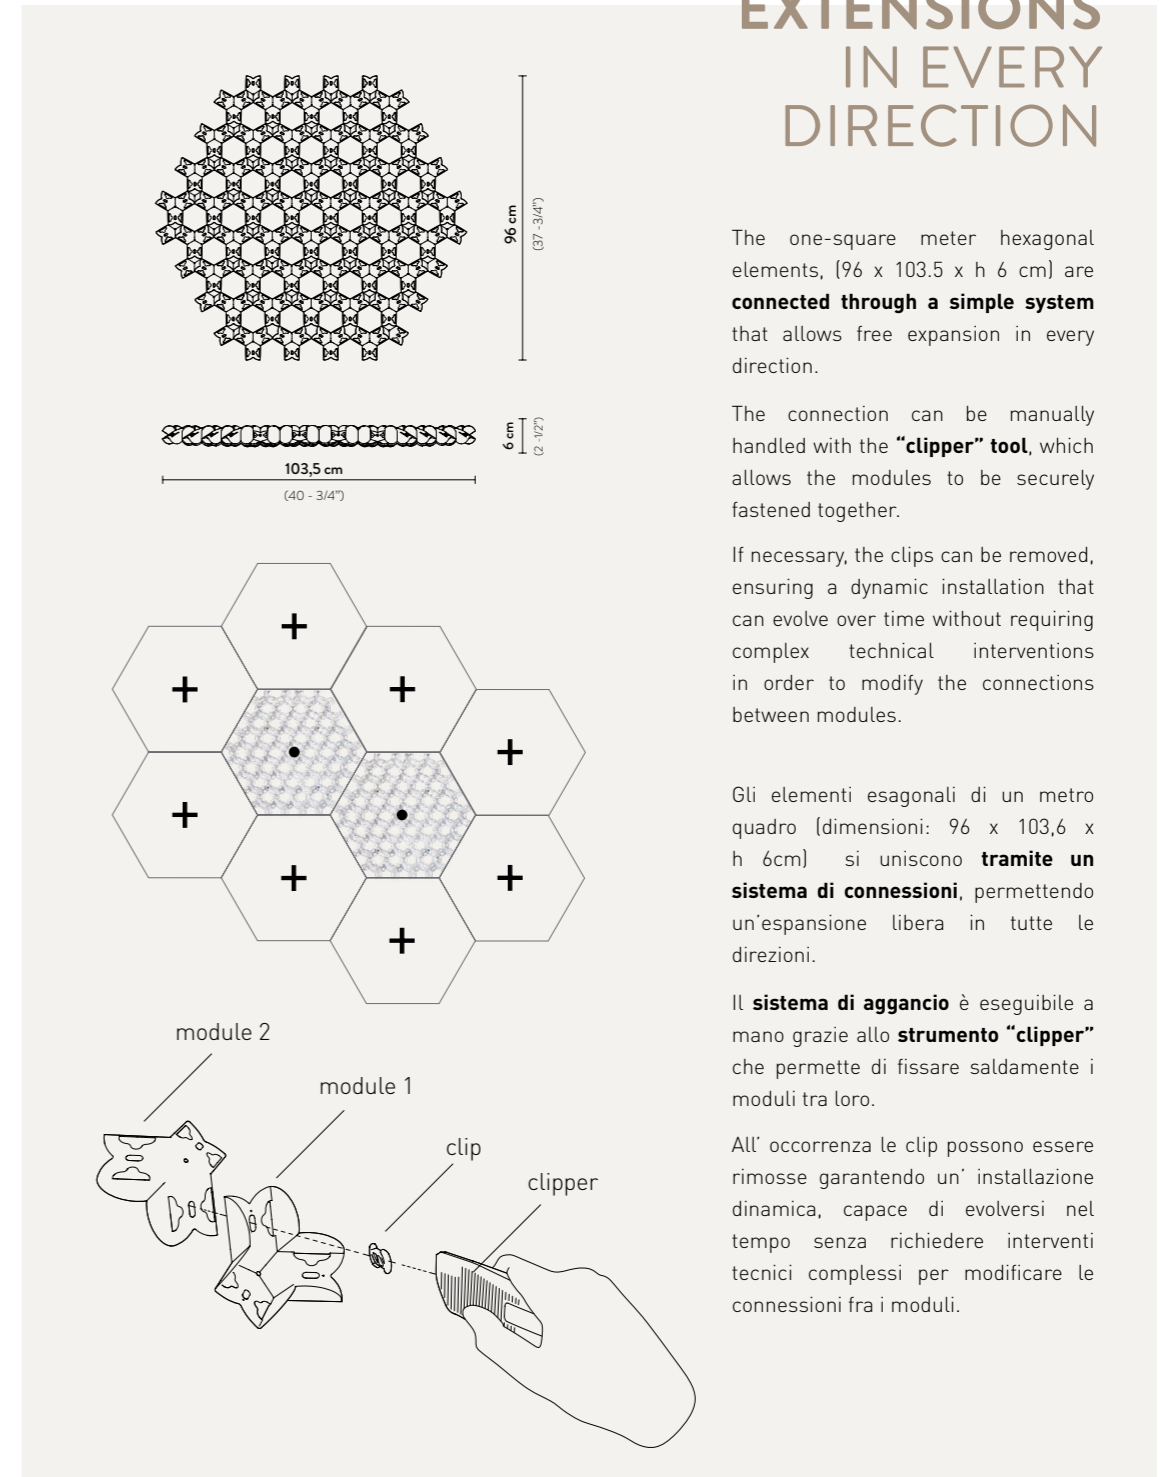 EXTENSIONS
IN EVERY
DIRECTION
96 cm
(37 -3/4")
6 cm
(2 -1/2")
103,5 cm
(40 - 3/4")
module 2
module 1
clip
clipper
The one-square meter hexagonal
elements, (96 x 103.5 x h 6 cm) are
connected through a simple system
that allows free expansion in every
direction.
The connection can be manually
handled with the “clipper” tool, which
allows the modules to be securely
fastened together.
If necessary, the clips can be removed,
ensuring a dynamic installation that
can evolve over time without requiring
complex technical interventions
in order to modify the connections
between modules.
Gli elementi esagonali di un metro
quadro (dimensioni: 96 x 103,6 x
h 6cm) si uniscono tramite un
sistema di connessioni, permettendo
un’espansione libera in tutte le
direzioni.
Il sistema di aggancio è eseguibile a
mano grazie allo strumento “clipper”
che permette di fissare saldamente i
moduli tra loro.
All’ occorrenza le clip possono essere
rimosse garantendo un’ installazione
dinamica, capace di evolversi nel
tempo senza richiedere interventi
tecnici complessi per modificare le
connessioni fra i moduli.